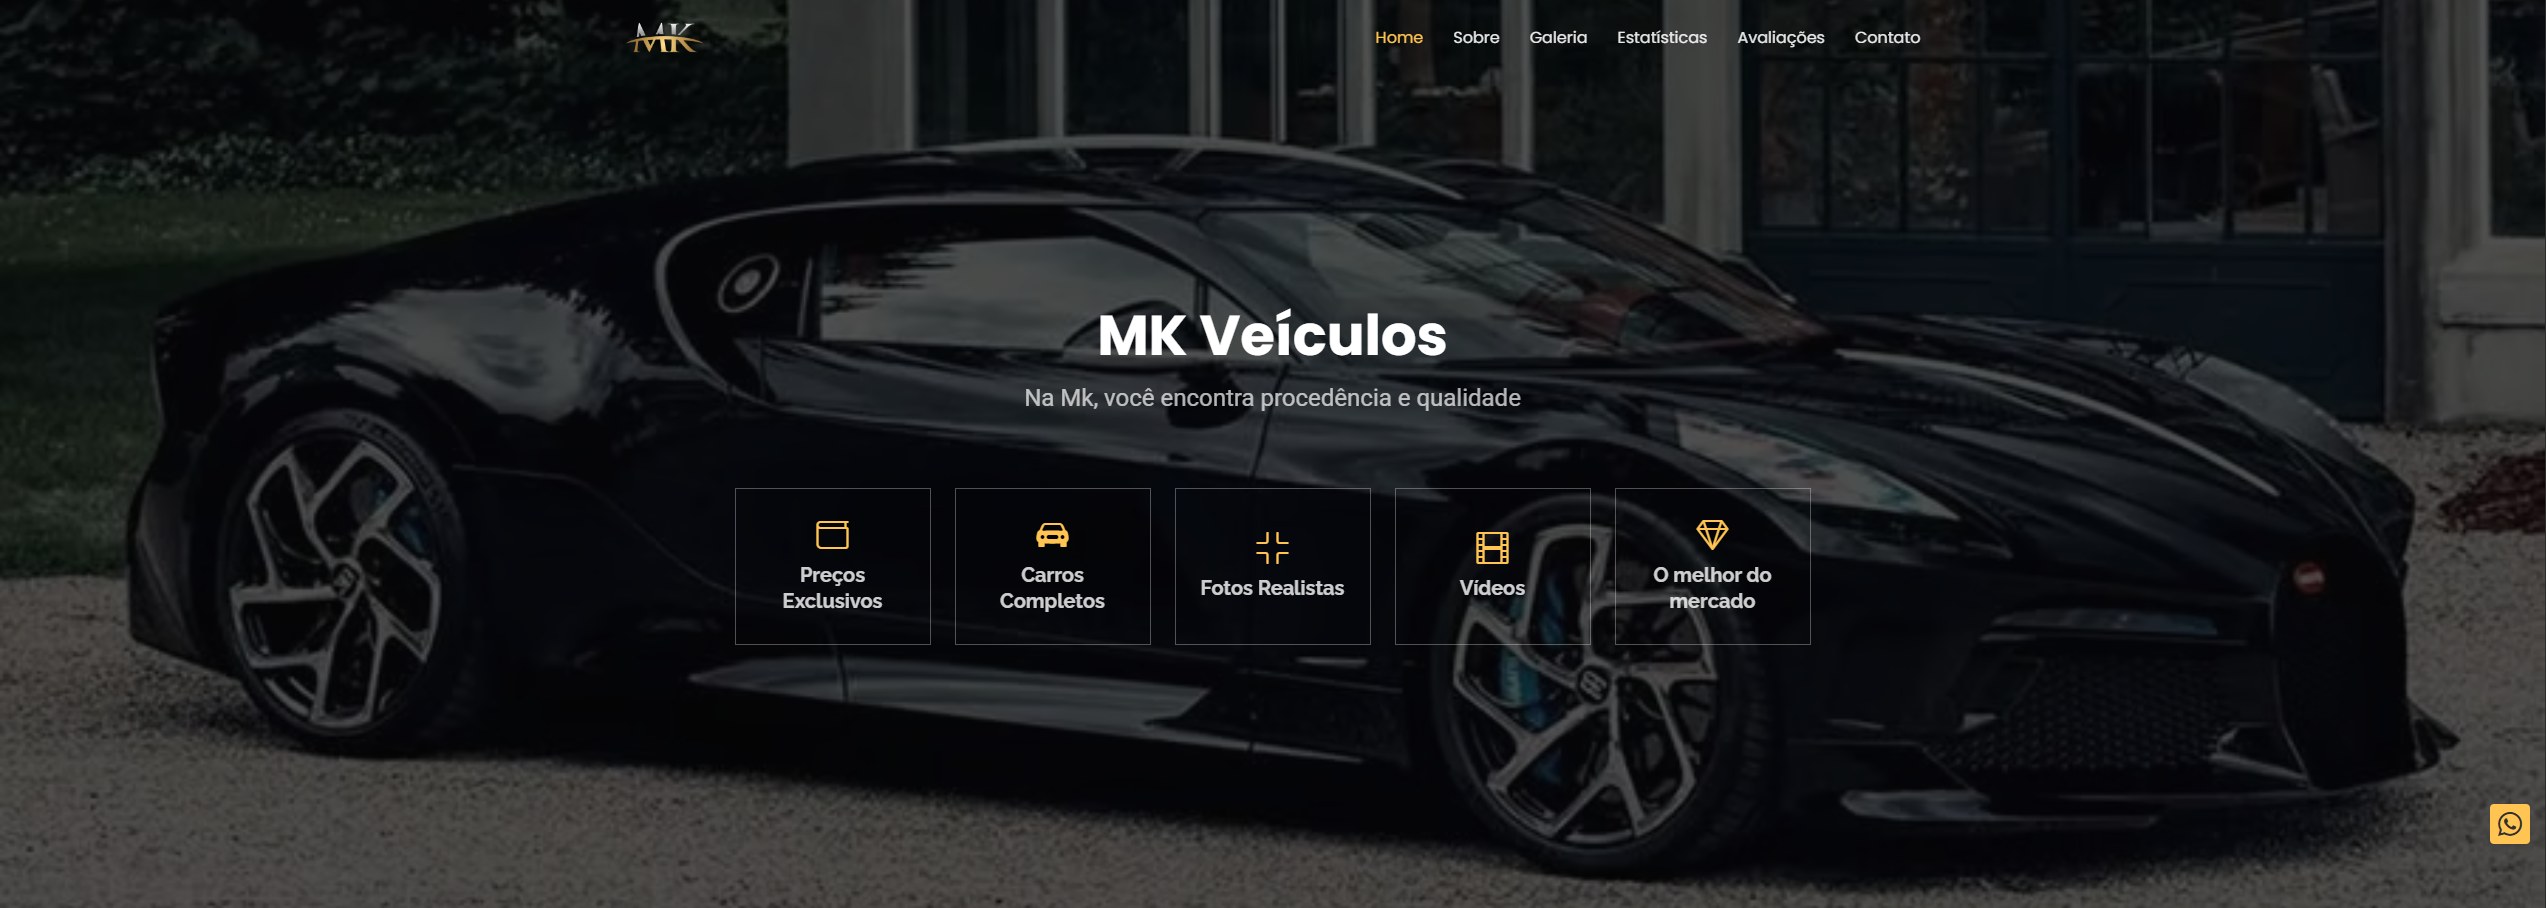 MK
Home Sobre Galeria Estatísticas Avaliações Contato
MK Veículos
Na Mk, você encontra procedência e qualidade
Preços
Exclusivos
Carros
Completos
Fotos Realistas
Vídeos
O melhor do
mercado